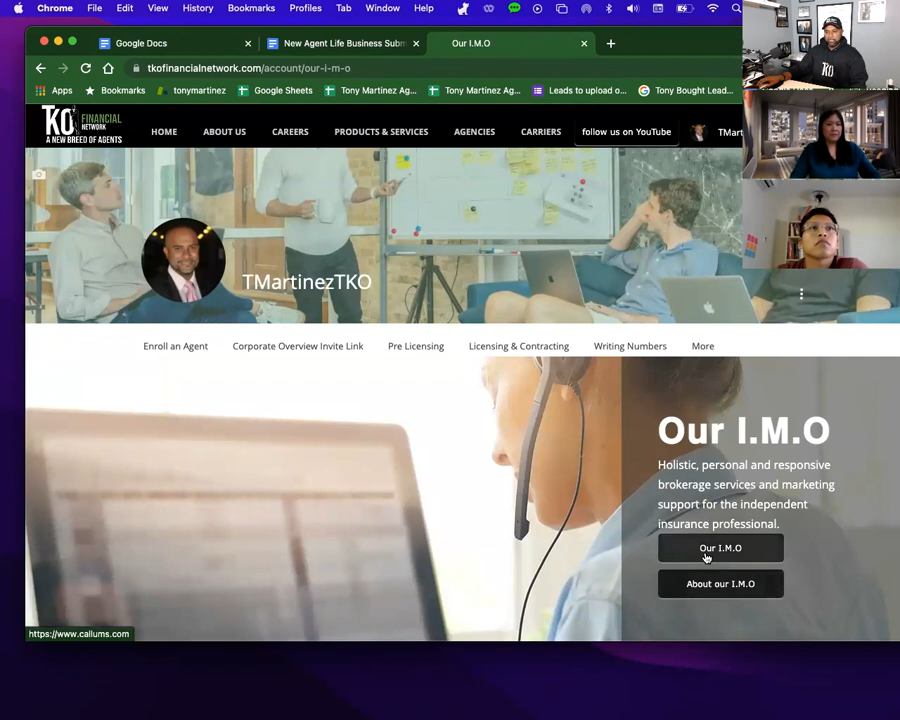 Chrome File Edit View History Bookmarks Profiles Tab Window Help
Google Docs
New Agent Life Business Subm
Our I.M.O
tkofinancialnetwork.com/account/our-i-m-o
Apps Bookmarks tonymartinez Google Sheets Tony Martinez Ag... Tony Martinez Ag... Leads to upload o... Tony Bought Lead...
TKO FINANCIAL NETWORK
A NEW BREED OF AGENTS
HOME ABOUT US CAREERS PRODUCTS & SERVICES AGENCIES CARRIERS follow us on YouTube TMart
TMartinezTKO
Enroll an Agent Corporate Overview Invite Link Pre Licensing Licensing & Contracting Writing Numbers More
Our I.M.O
Holistic, personal and responsive
brokerage services and marketing
support for the independent
insurance professional.
Our I.M.O
About our I.M.O
https://www.callums.com